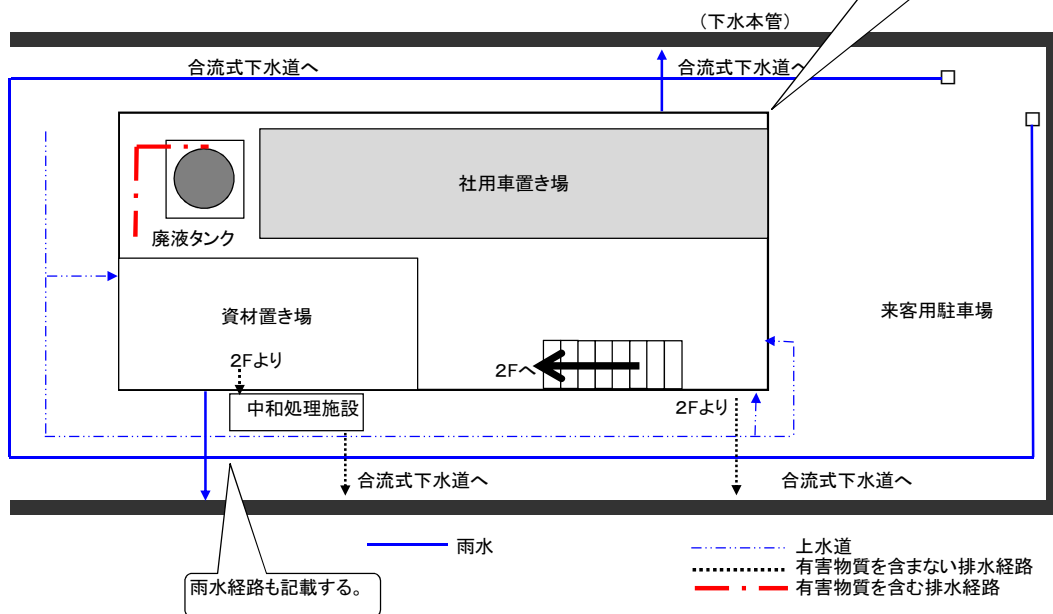 （下水本管）
合流式下水道へ
合流式下水道へ
社用車置き場
廃液タンク
資材置き場
来客用駐車場
2Fより
2Fへ
中和処理施設
2Fより
合流式下水道へ
合流式下水道へ
雨水
上水道
有害物質を含まない排水経路
有害物質を含む排水経路
雨水経路も記載する。